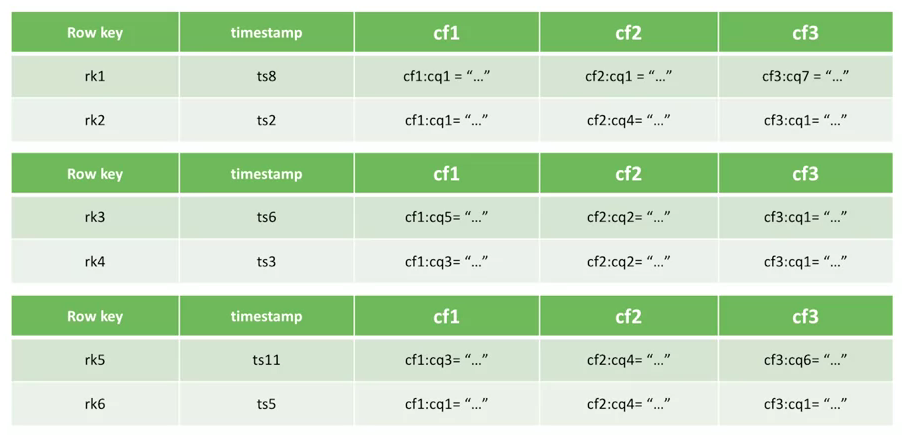 Row key timestamp cf1 cf2 cf3
rk1 ts8 cf1:cq1 = “…” cf2:cq1 = “…” cf3:cq7 = “…”
rk2 ts2 cf1:cq1= “…” cf2:cq4= “…” cf3:cq1= “…”
Row key timestamp cf1 cf2 cf3
rk3 ts6 cf1:cq5= “…” cf2:cq2= “…” cf3:cq1= “…”
rk4 ts3 cf1:cq3= “…” cf2:cq2= “…” cf3:cq1= “…”
Row key timestamp cf1 cf2 cf3
rk5 ts11 cf1:cq3= “…” cf2:cq4= “…” cf3:cq6= “…”
rk6 ts5 cf1:cq1= “…” cf2:cq4= “…” cf3:cq1= “…”